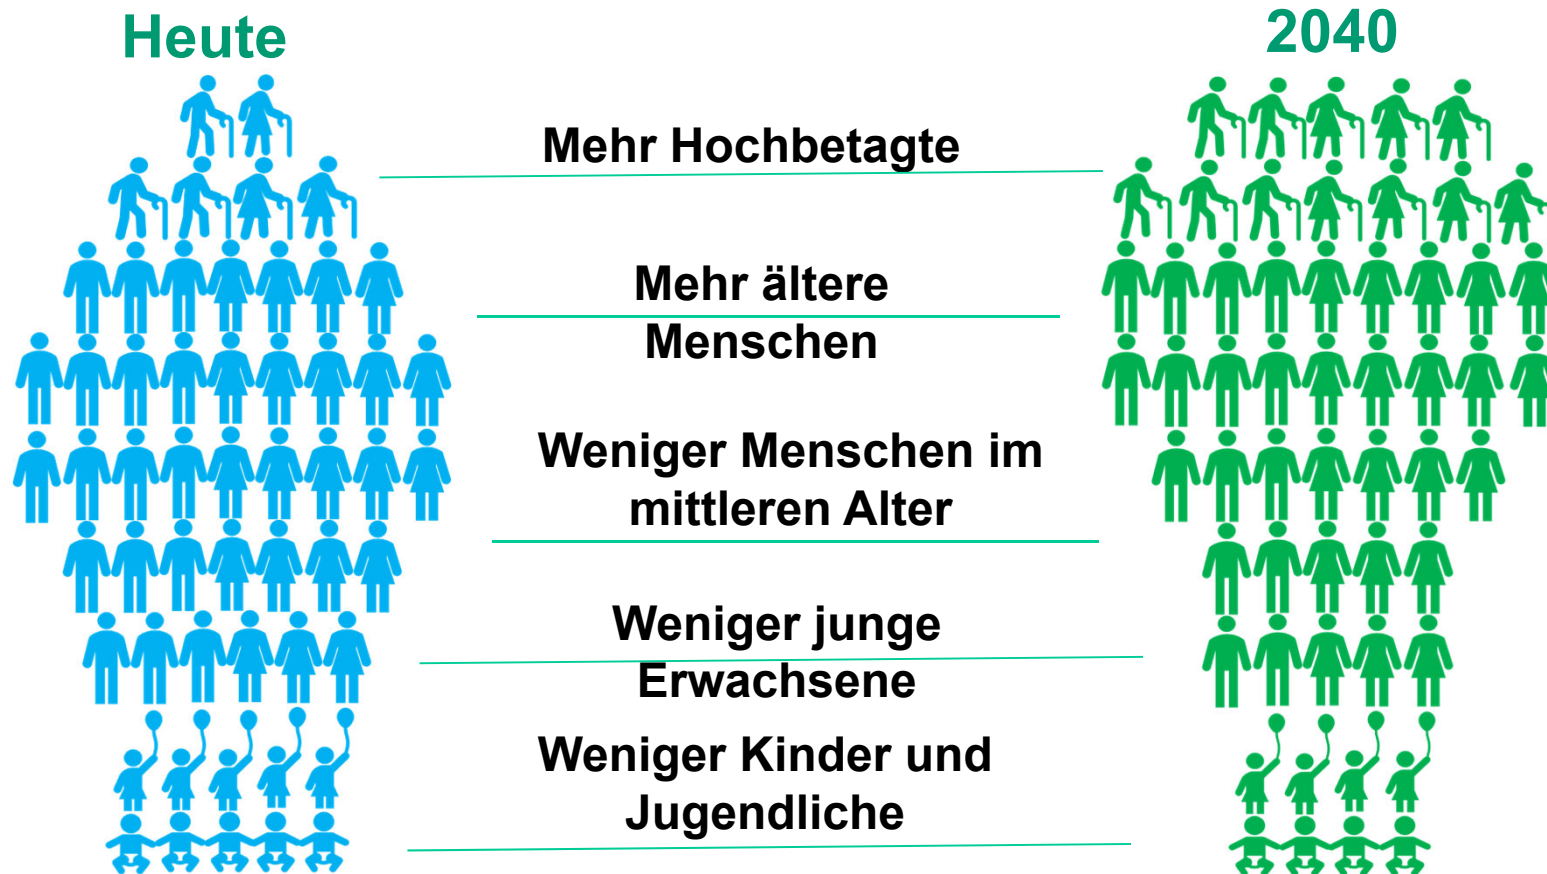 Heute
2040
Mehr Hochbetagte
Mehr ältere
Menschen
Weniger Menschen im
mittleren Alter
Weniger junge
Erwachsene
Weniger Kinder und
Jugendliche